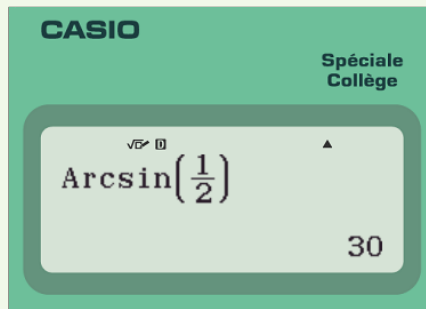 CASIO
Spéciale
Collège
√▱ D ▲
Arcsin(1/2)
30